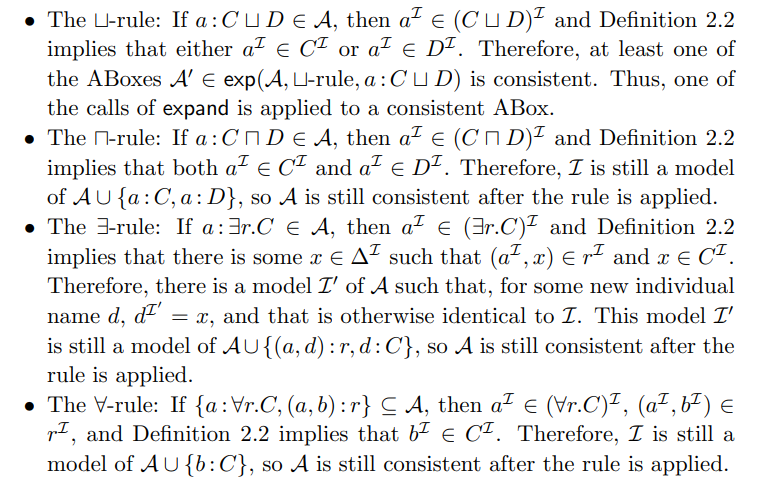 • The ⊔-rule: If a : C ⊔ D ∈ 𝒜, then a^ℐ ∈ (C ⊔ D)^ℐ and Definition 2.2
implies that either a^ℐ ∈ C^ℐ or a^ℐ ∈ D^ℐ. Therefore, at least one of
the ABoxes 𝒜′ ∈ exp(𝒜, ⊔-rule, a : C ⊔ D) is consistent. Thus, one of
the calls of expand is applied to a consistent ABox.
• The ⊓-rule: If a : C ⊓ D ∈ 𝒜, then a^ℐ ∈ (C ⊓ D)^ℐ and Definition 2.2
implies that both a^ℐ ∈ C^ℐ and a^ℐ ∈ D^ℐ. Therefore, ℐ is still a model
of 𝒜 ∪ {a : C, a : D}, so 𝒜 is still consistent after the rule is applied.
• The ∃-rule: If a : ∃r.C ∈ 𝒜, then a^ℐ ∈ (∃r.C)^ℐ and Definition 2.2
implies that there is some x ∈ Δ^ℐ such that (a^ℐ, x) ∈ r^ℐ and x ∈ C^ℐ.
Therefore, there is a model ℐ′ of 𝒜 such that, for some new individual
name d, d^ℐ′ = x, and that is otherwise identical to ℐ. This model ℐ′
is still a model of 𝒜 ∪ {(a, d) : r, d : C}, so 𝒜 is still consistent after the
rule is applied.
• The ∀-rule: If {a : ∀r.C, (a, b) : r} ⊆ 𝒜, then a^ℐ ∈ (∀r.C)^ℐ, (a^ℐ, b^ℐ) ∈
r^ℐ, and Definition 2.2 implies that b^ℐ ∈ C^ℐ. Therefore, ℐ is still a
model of 𝒜 ∪ {b : C}, so 𝒜 is still consistent after the rule is applied.